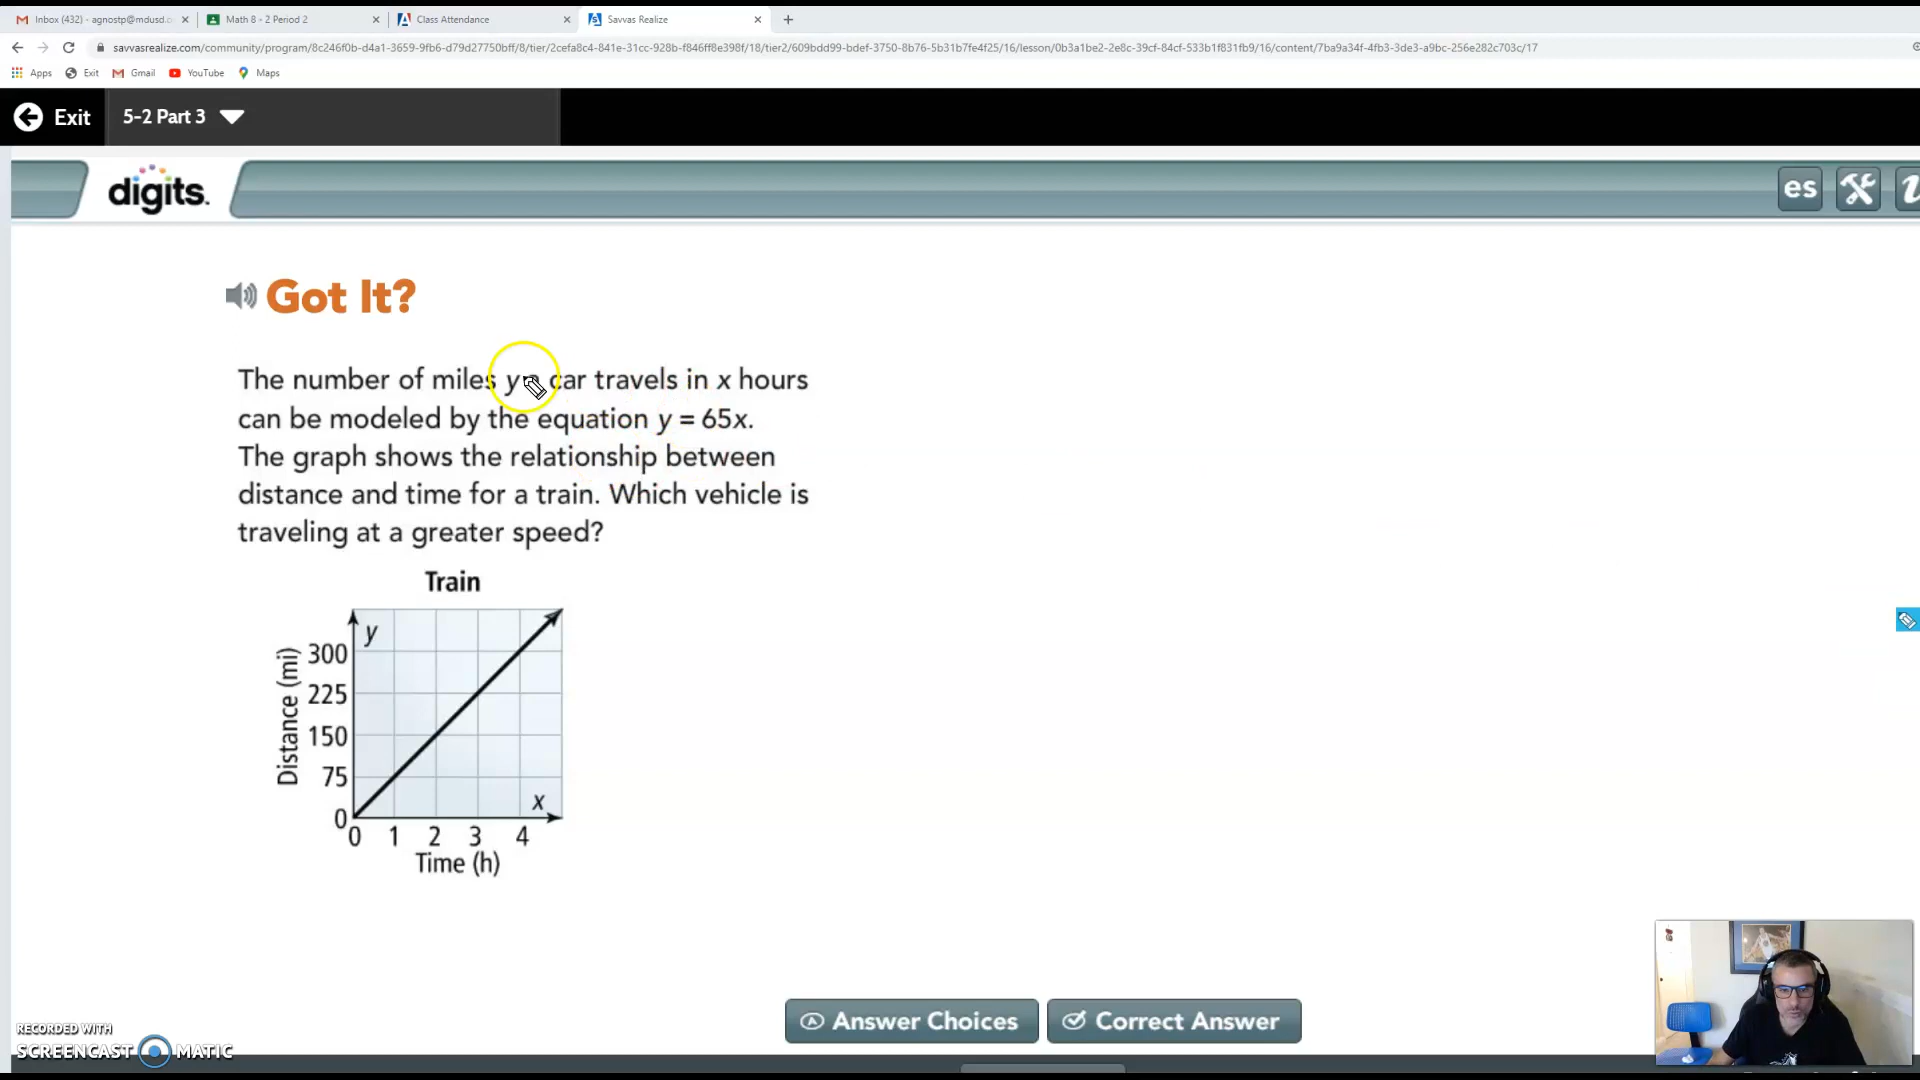 Inbox (432) - agnostp@mdusd.o
Math 8 - 2 Period 2
Class Attendance
Savvas Realize
savvasrealize.com/community/program/8c246f0b-d4a1-3659-9fb6-d79d27750bff/8/tier/2cefa8c4-841e-31cc-928b-f846ff8e398f/18/tier2/609bdd99-bdef-3750-8b76-5b31b7fe4f25/16/lesson/0b3a1be2-2e8c-39cf-84cf-533b1f831fb9/16/content/7ba9a34f-4fb3-3de3-a9bc-256e282c703c/17
Apps Exit Gmail YouTube Maps
Exit 5-2 Part 3
digits.
es
Got It?
The number of miles y car travels in x hours
can be modeled by the equation y = 65x.
The graph shows the relationship between
distance and time for a train. Which vehicle is
traveling at a greater speed?
Train
y
Distance (mi)
300
225
150
75
0
x
0 1 2 3 4
Time (h)
Answer Choices
Correct Answer
RECORDED WITH
SCREENCAST MATIC